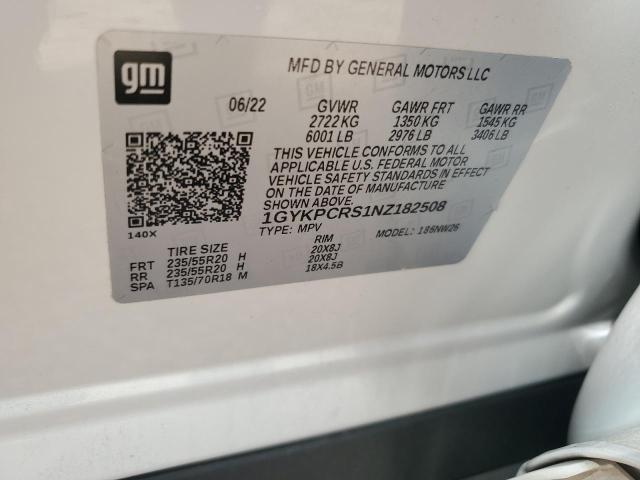 gm
MFD BY GENERAL MOTORS LLC
06/22 GVWR GAWR FRT GAWR RR
2722 KG 1350 KG 1545 KG
6001 LB 2976 LB 3406 LB
THIS VEHICLE CONFORMS TO ALL
APPLICABLE U.S. FEDERAL MOTOR
VEHICLE SAFETY STANDARDS IN EFFECT
ON THE DATE OF MANUFACTURE
SHOWN ABOVE.
1GYKPCRS1NZ182508
140X TYPE: MPV MODEL: 186NW26
TIRE SIZE RIM
FRT 235/55R20 H 20X8J
RR 235/55R20 H 20X8J
SPA T135/70R18 M 18X4.5B